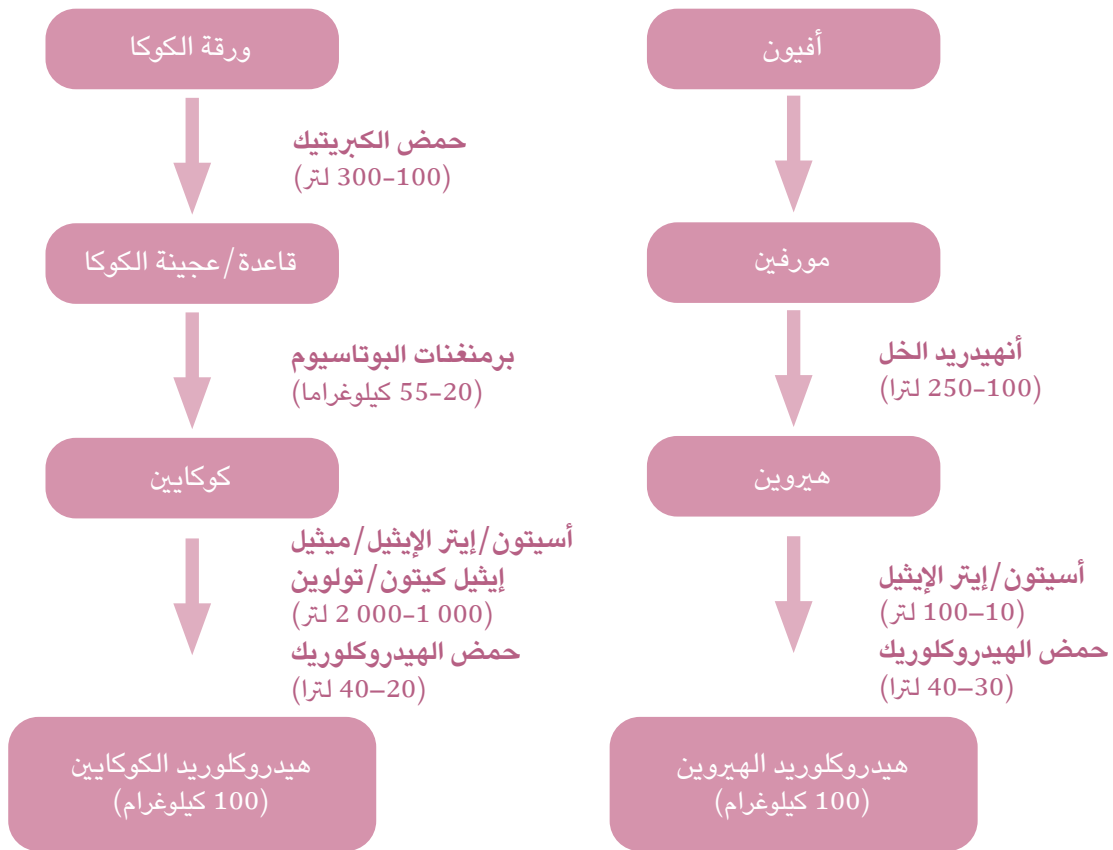 ورقة الكوكا
حمض الكبريتيك
(100–300 لتر)
قاعدة/عجينة الكوكا
برمنغنات البوتاسيوم
(20–55 كيلوغراما)
كوكايين
أسيتون/إيثر الإيثيل/ميثيل
إيثيل كيتون/تولوين
(1 000–2 000 لتر)
حمض الهيدروكلوريك
(20–40 لترا)
هيدروكلوريد الكوكايين
(100 كيلوغرام)
أفيون
مورفين
أنهيدريد الخل
(100–250 لترا)
هيروين
أسيتون/إيثر الإيثيل
(10–100 لتر)
حمض الهيدروكلوريك
(30–40 لترا)
هيدروكلوريد الهيروين
(100 كيلوغرام)